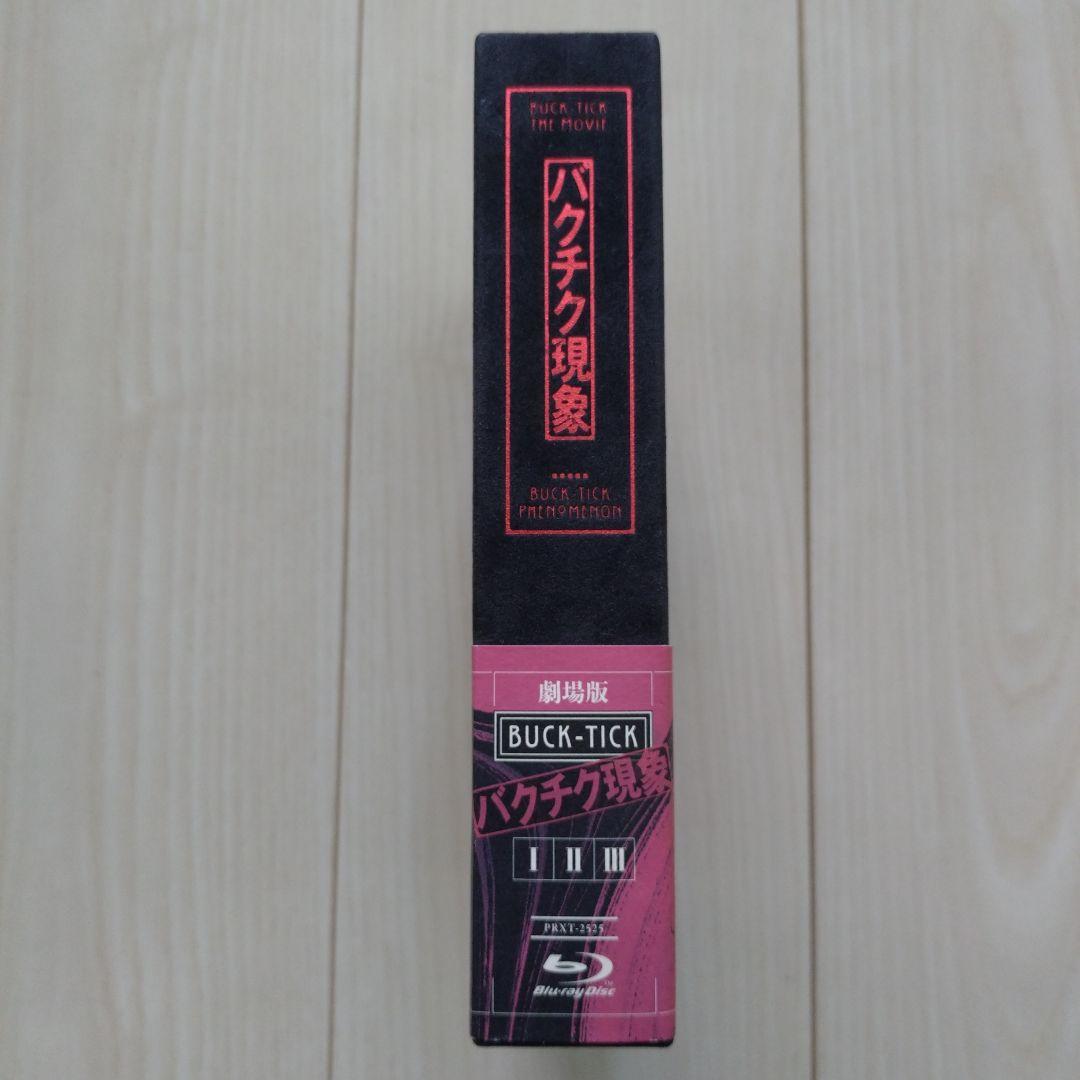 BUCK-TICK
THE MOVIE
バクチク現象
BUCK-TICK
PHENOMENON
劇場版
BUCK-TICK
バクチク現象
I II III
PRXT-2525
Blu-ray Disc
TM